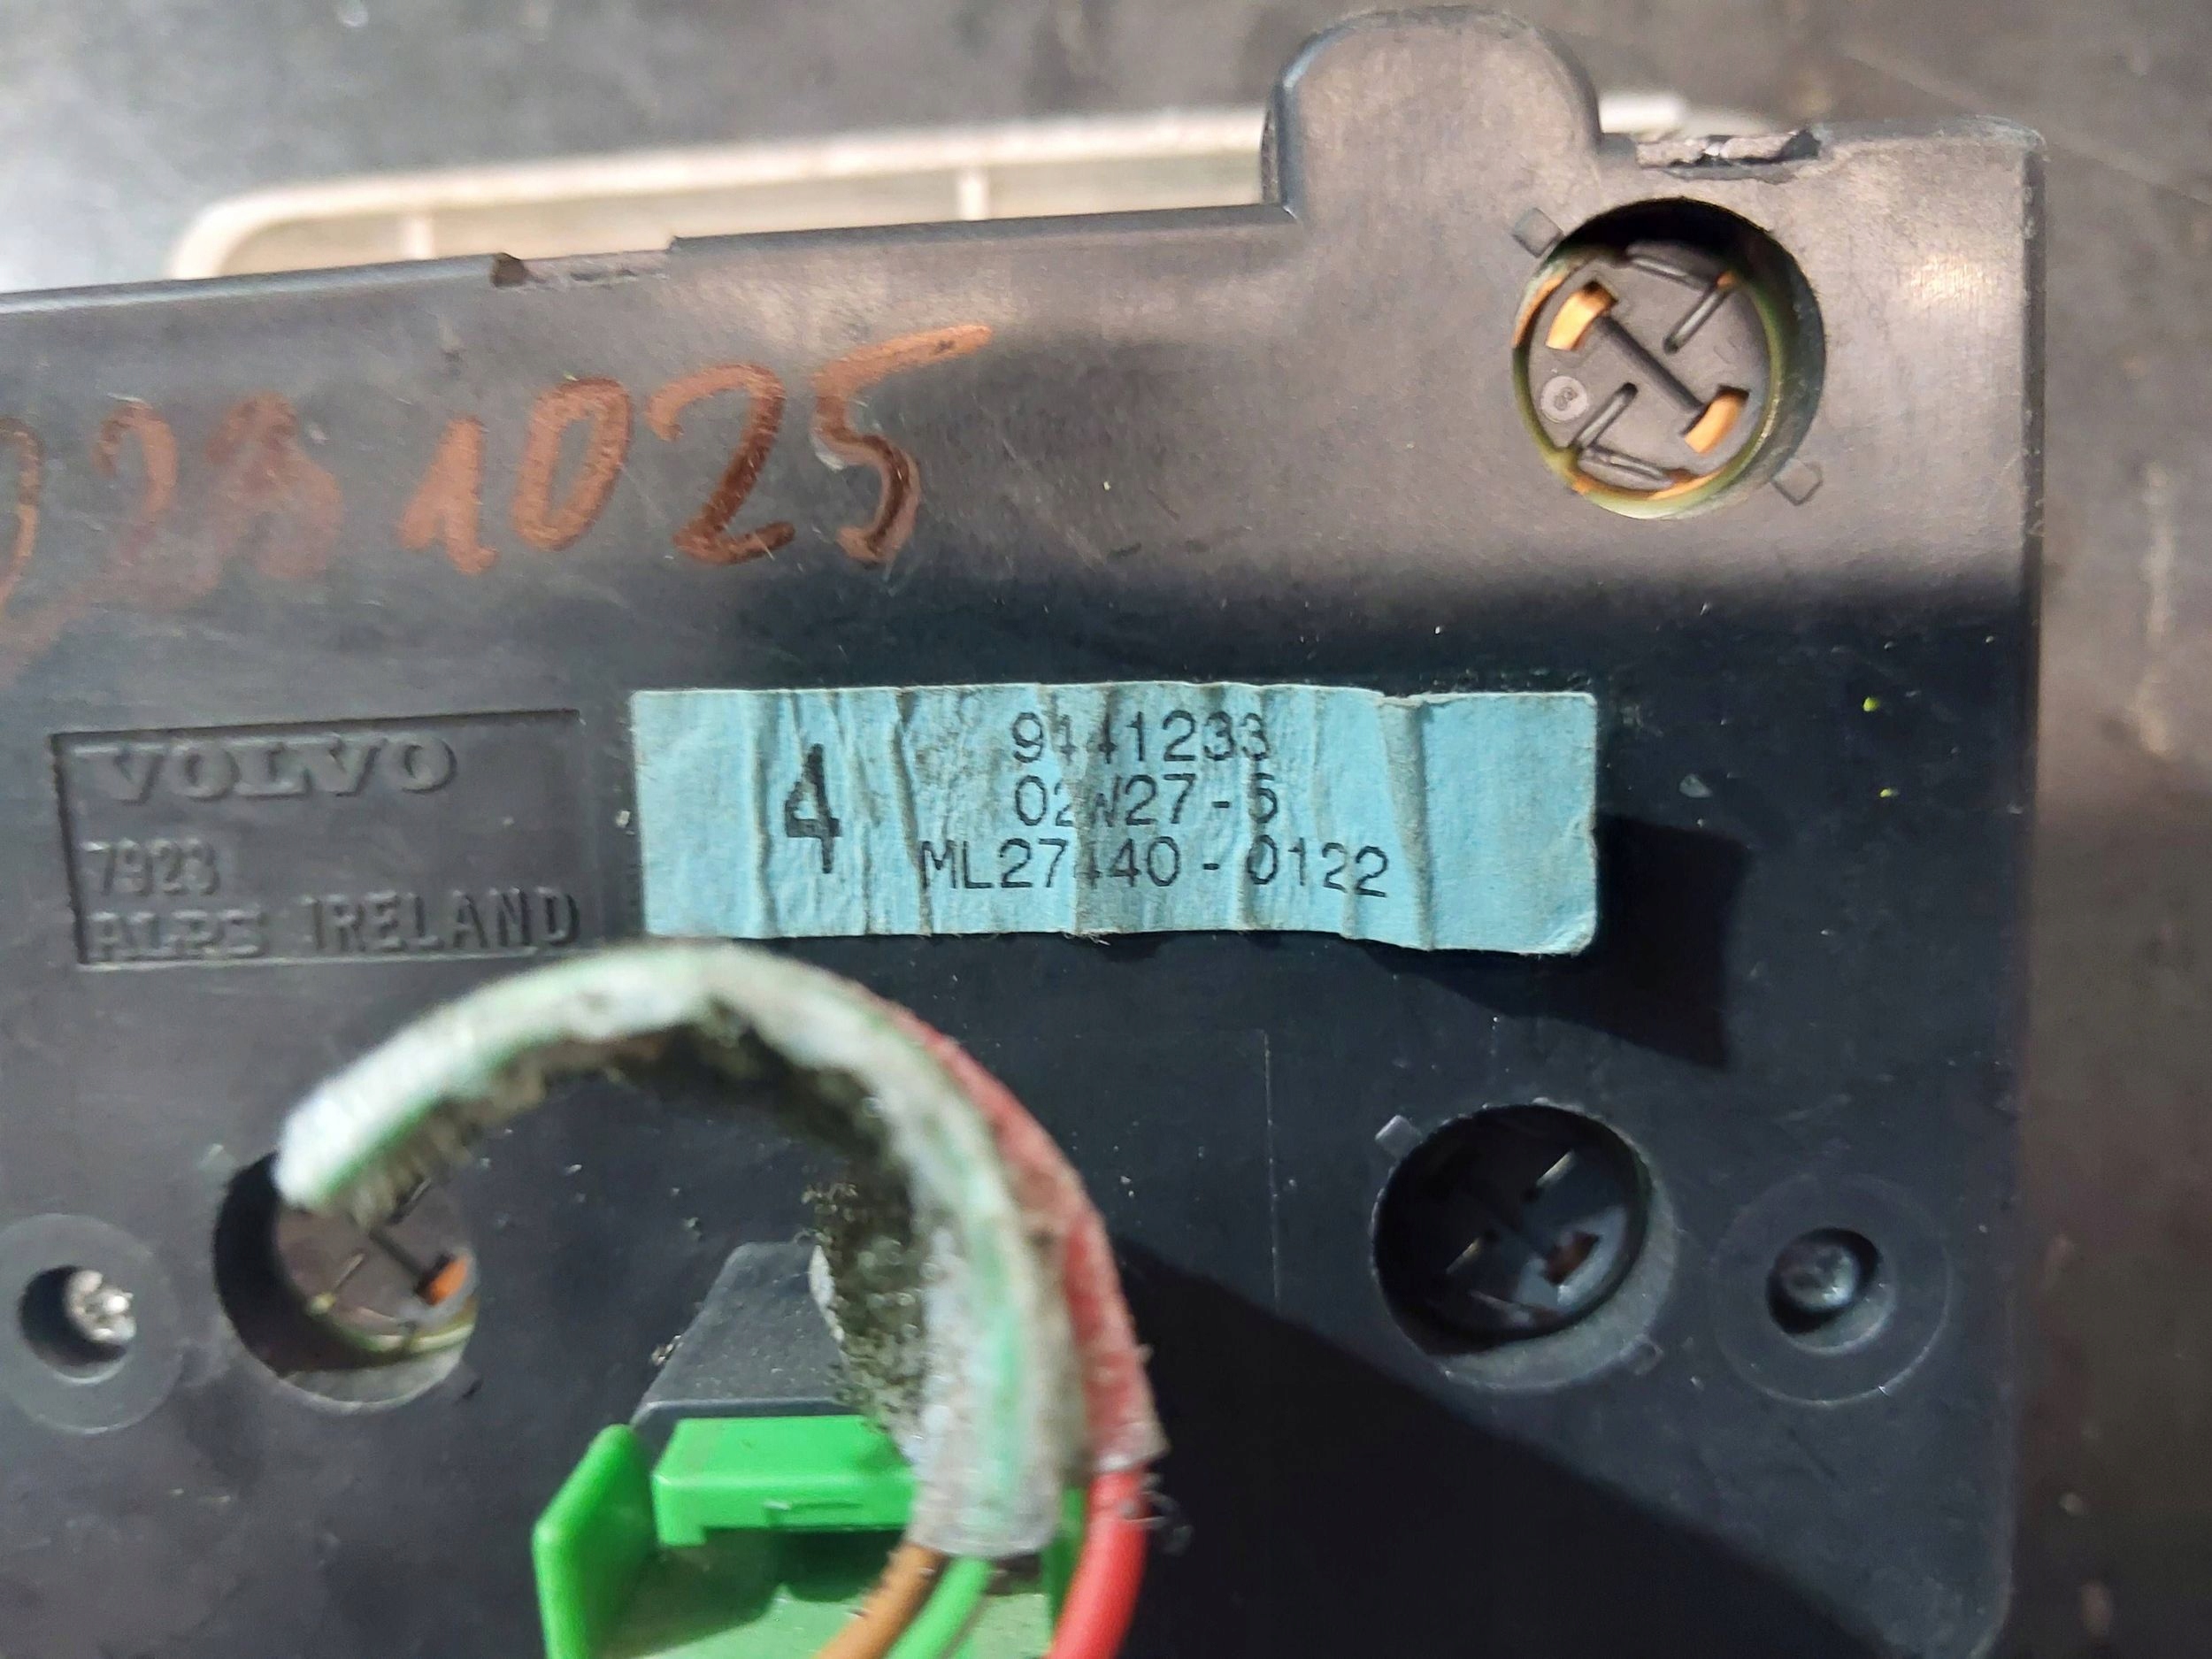 1025
VOLVO
7923
ALPS IRELAND
4
9441233
02W27-5
ML27440-0122